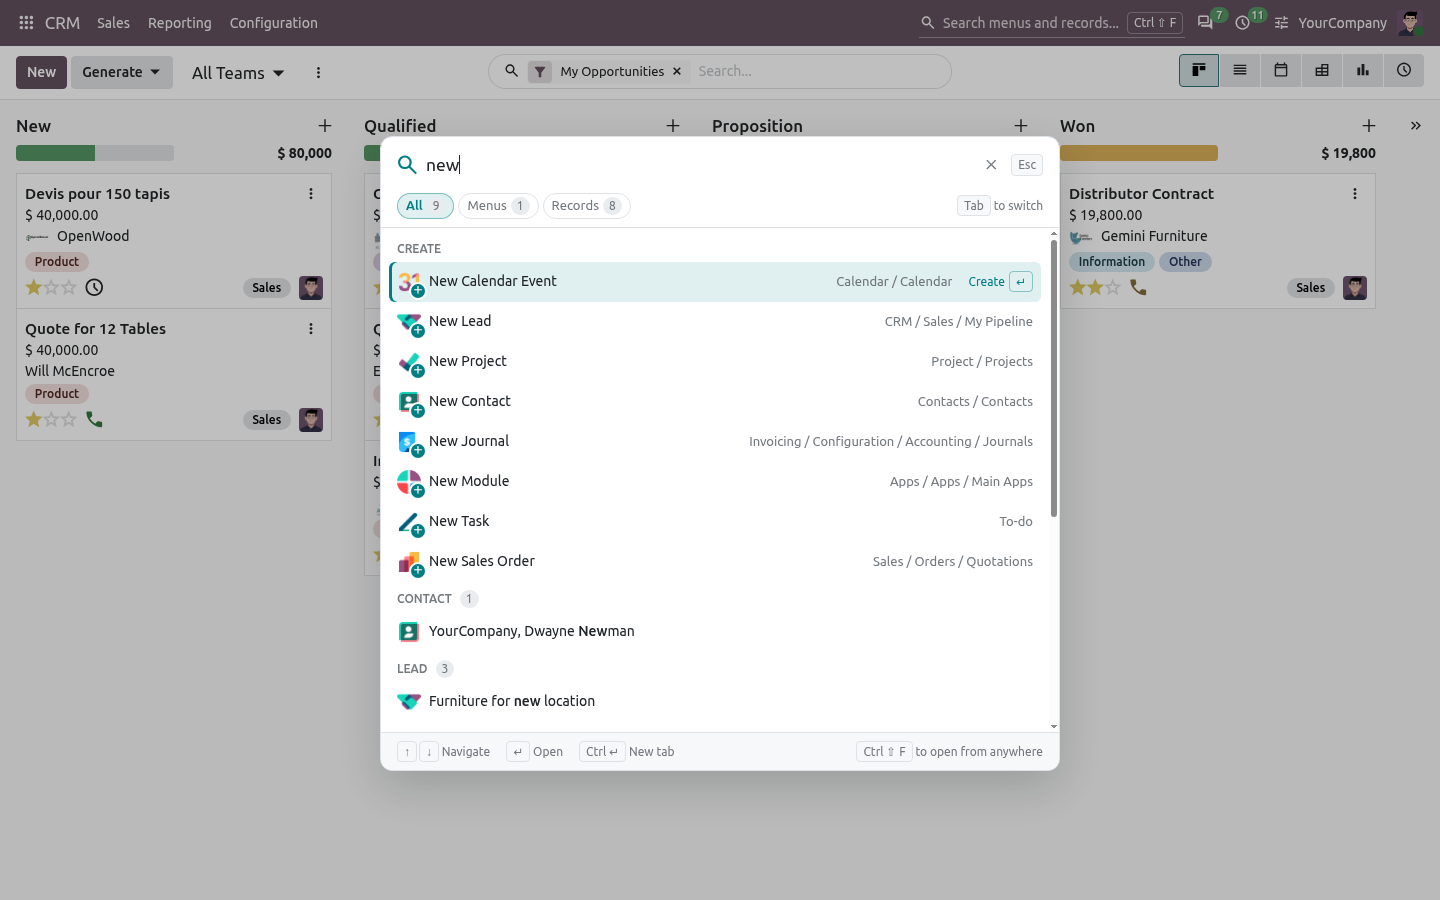 CRM Sales Reporting Configuration Search menus and records... Ctrl ⇧ F 7 11 YourCompany
New Generate All Teams My Opportunities × Search...
New + Qualified + Proposition + Won +
$ 80,000 $ 19,800
Devis pour 150 tapis
$ 40,000.00
OpenWood
Product
Sales
Quote for 12 Tables
$ 40,000.00
Will McEncroe
Product
Sales
Distributor Contract
$ 19,800.00
Gemini Furniture
Information Other
Sales
new × Esc
All 9 Menus 1 Records 8 Tab to switch
CREATE
New Calendar Event Calendar / Calendar Create ↵
New Lead CRM / Sales / My Pipeline
New Project Project / Projects
New Contact Contacts / Contacts
New Journal Invoicing / Configuration / Accounting / Journals
New Module Apps / Apps / Main Apps
New Task To-do
New Sales Order Sales / Orders / Quotations
CONTACT 1
YourCompany, Dwayne Newman
LEAD 3
Furniture for new location
↑ ↓ Navigate ↵ Open Ctrl ↵ New tab Ctrl ⇧ F to open from anywhere